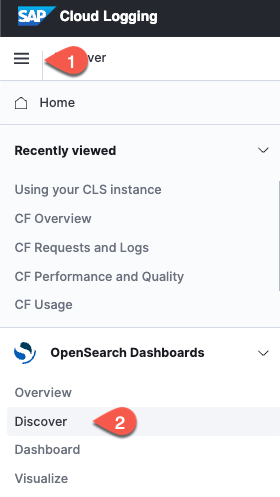 SAP Cloud Logging
1 ver
Home
Recently viewed
Using your CLS instance
CF Overview
CF Requests and Logs
CF Performance and Quality
CF Usage
OpenSearch Dashboards
Overview
Discover 2
Dashboard
Visualize